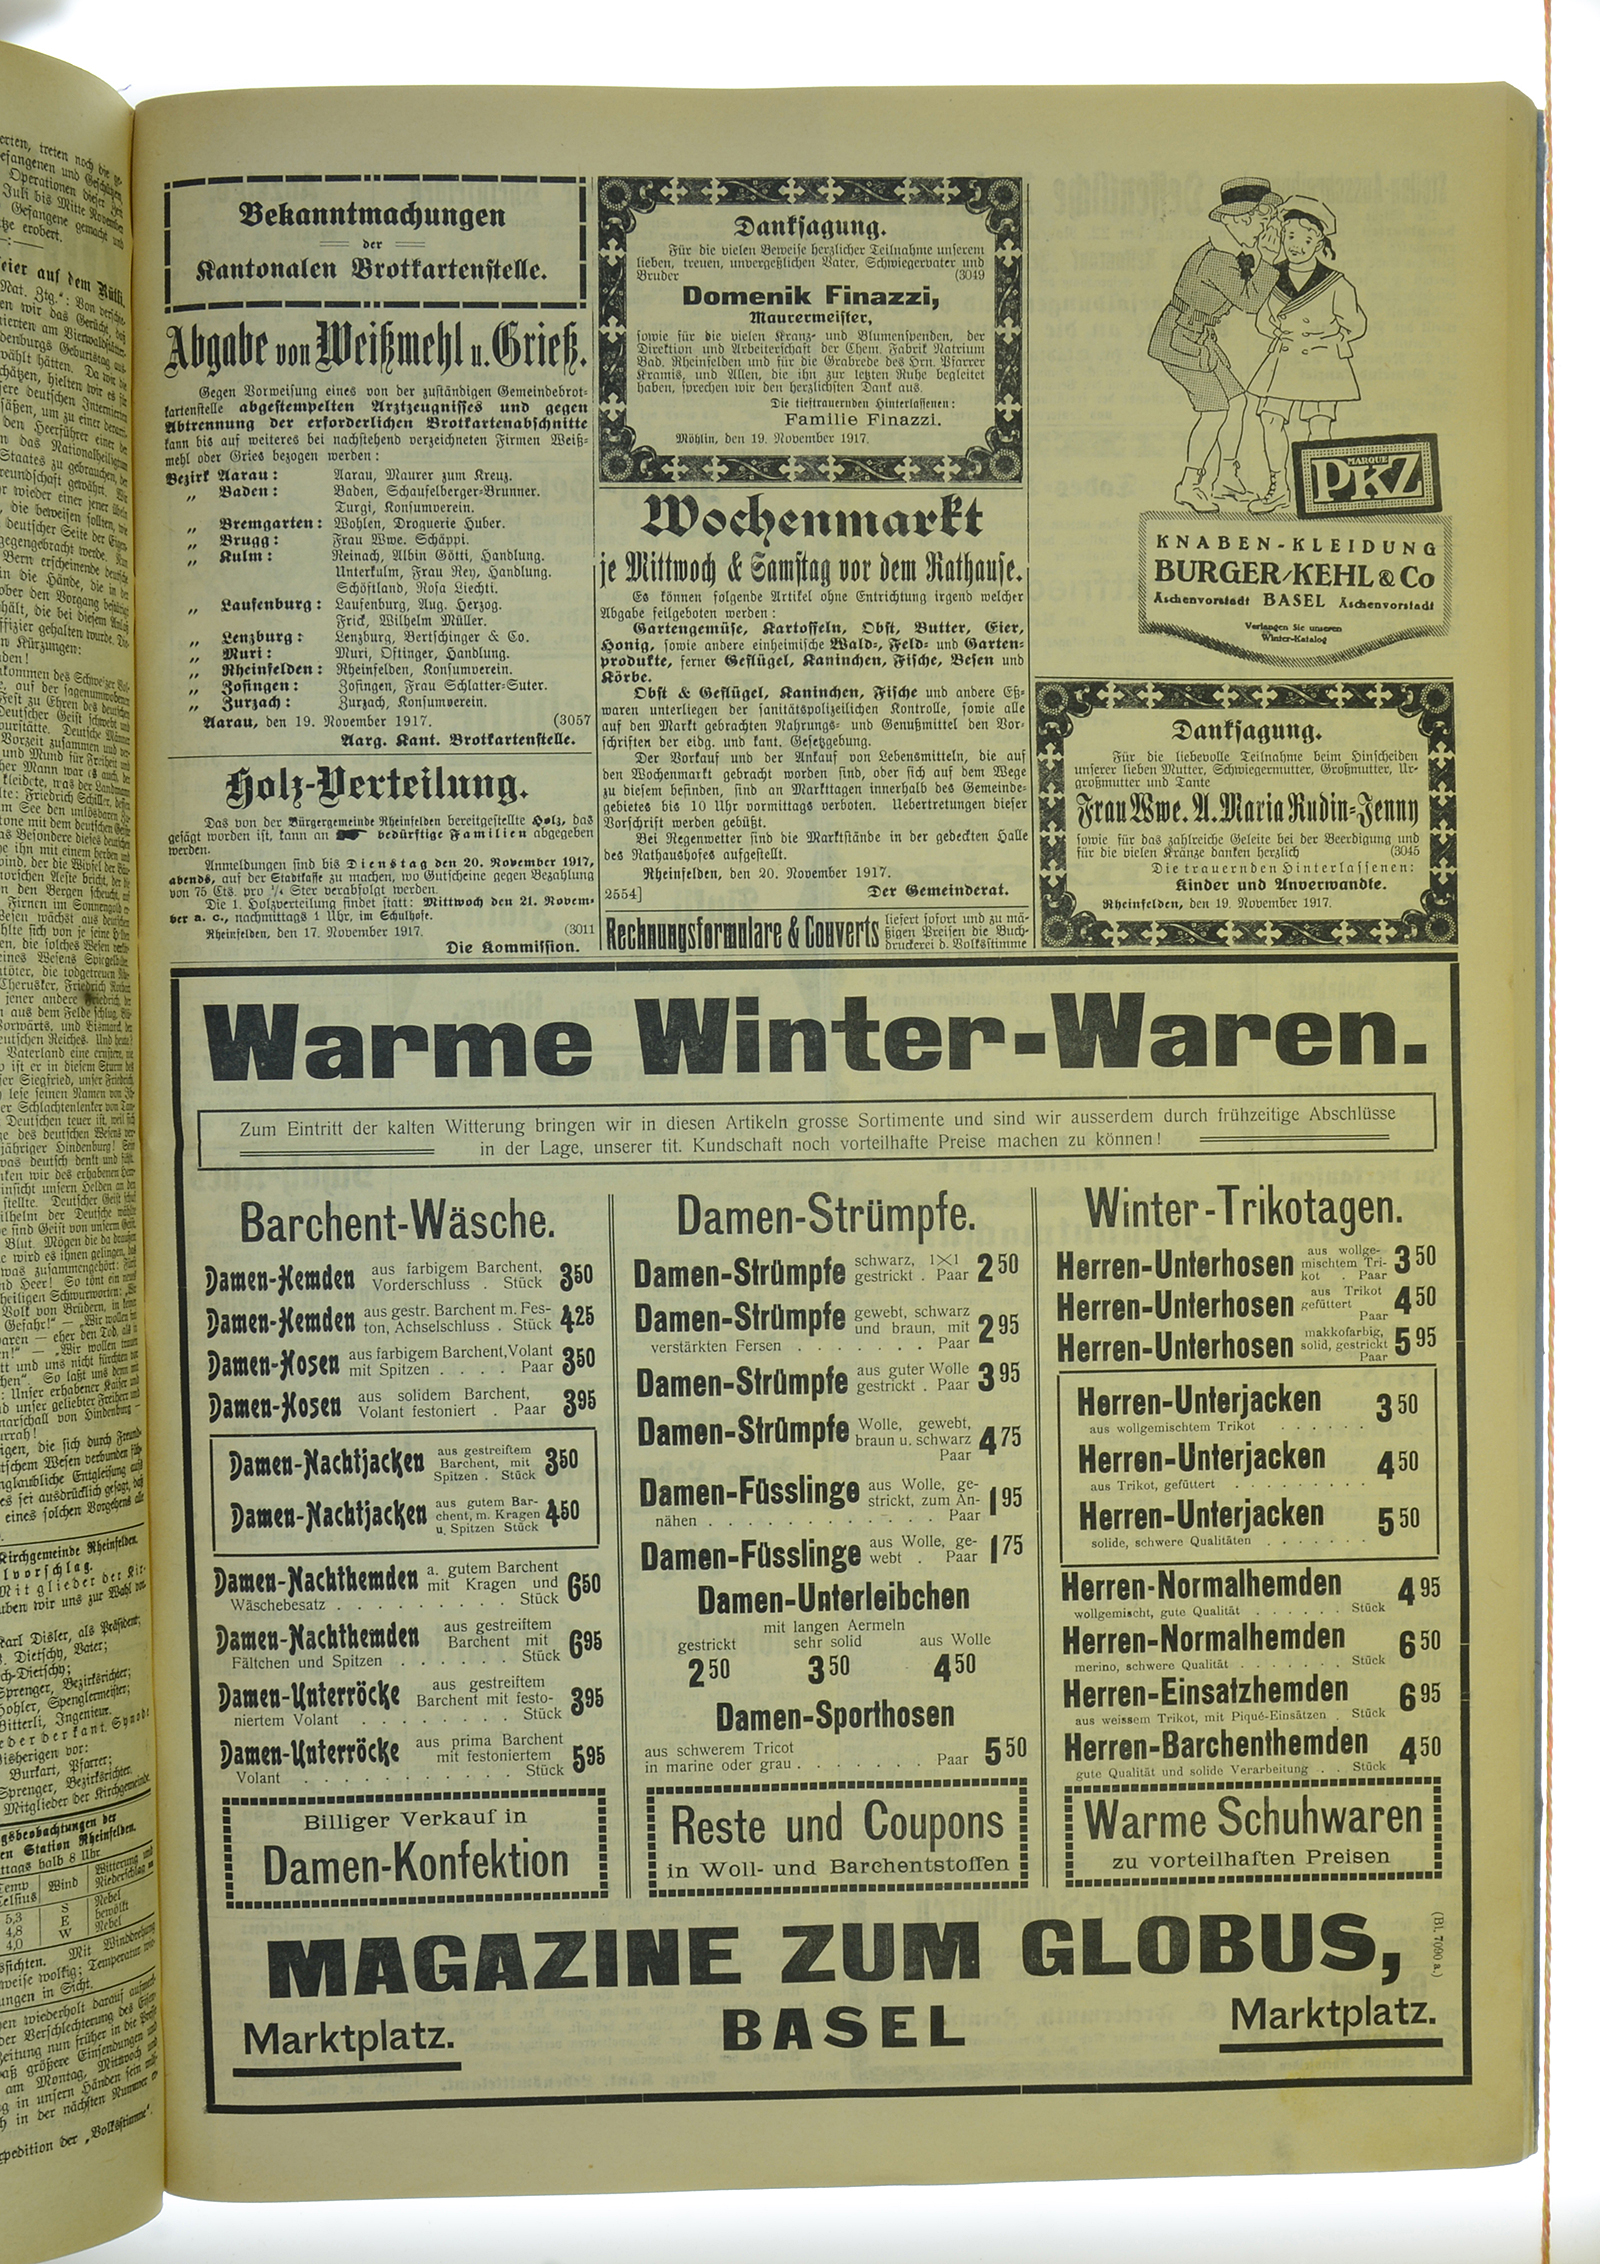 Bekanntmachungen
der
Kantonalen Brotkartenstelle.
Abgabe von Weißmehl u. Grieß.
Gegen Vorweisung eines von der zuständigen Gemeindebrot-
kartenstelle abgestempelten Arztzeugnisses und gegen
Abtrennung der erforderlichen Brotkartenabschnitte
kann bis auf weiteres bei nachstehend verzeichneten Firmen Weiß-
mehl oder Gries bezogen werden:
Bezirk Aarau: Aarau, Maurer zum Kreuz.
„ Baden: Baden, Schaufelberger-Brunner.
Turgi, Konsumverein.
„ Bremgarten: Wohlen, Droguerie Huber.
„ Brugg: Frau Wwe. Schäppi.
„ Kulm: Reinach, Albin Götti, Handlung.
Unterkulm, Frau Ney, Handlung.
Schöftland, Rosa Liechti.
„ Laufenburg: Laufenburg, Aug. Herzog.
Frick, Wilhelm Müller.
„ Lenzburg: Lenzburg, Bertschinger & Co.
„ Muri: Muri, Oftinger, Handlung.
„ Rheinfelden: Rheinfelden, Konsumverein.
„ Zofingen: Zofingen, Frau Schlatter-Suter.
„ Zurzach: Zurzach, Konsumverein.
Aarau, den 19. November 1917. (3057
Aarg. Kant. Brotkartenstelle.
Holz-Verteilung.
Das von der Bürgergemeinde Rheinfelden bereitgestellte Holz, das
gesägt worden ist, kann an bedürftige Familien abgegeben
werden.
Anmeldungen sind bis Dienstag den 20. November 1917,
abends, auf der Stadtkasse zu machen, wo Gutscheine gegen Bezahlung
von 75 Cts. pro ¼ Ster verabfolgt werden.
Die 1. Holzverteilung findet statt: Mittwoch den 21. Novem-
ber a. c., nachmittags 1 Uhr, im Schulhofe.
Rheinfelden, den 17. November 1917. (3011
Die Kommission.
Danksagung.
Für die vielen Beweise herzlicher Teilnahme unserem
lieben, treuen, unvergeßlichen Vater, Schwiegervater und
Bruder (3049
Domenik Finazzi,
Maurermeister,
sowie für die vielen Kranz- und Blumenspenden, der
Direktion und Arbeiterschaft der Chem. Fabrik Natrium
Bad. Rheinfelden und für die Grabrede des Hrn. Pfarrer
Kramis, und Allen, die ihn zur letzten Ruhe begleitet
haben, sprechen wir den herzlichsten Dank aus.
Die tieftrauernden Hinterlassenen:
Familie Finazzi.
Möhlin, den 19. November 1917.
Wochenmarkt
je Mittwoch & Samstag vor dem Rathause.
Es können folgende Artikel ohne Entrichtung irgend welcher
Abgabe feilgeboten werden:
Gartengemüse, Kartoffeln, Obst, Butter, Eier,
Honig, sowie andere einheimische Wald-, Feld- und Garten-
produkte, ferner Geflügel, Kaninchen, Fische, Besen und
Körbe.
Obst & Geflügel, Kaninchen, Fische und andere Eß-
waren unterliegen der sanitätspolizeilichen Kontrolle, sowie alle
auf den Markt gebrachten Nahrungs- und Genußmittel den Vor-
schriften der eidg. und kant. Gesetzgebung.
Der Vorkauf und der Ankauf von Lebensmitteln, die auf
den Wochenmarkt gebracht worden sind, oder sich auf dem Wege
zu diesem befinden, sind an Markttagen innerhalb des Gemeinde-
gebietes bis 10 Uhr vormittags verboten. Uebertretungen dieser
Vorschrift werden gebüßt.
Bei Regenwetter sind die Marktstände in der gedeckten Halle
des Rathaushofes aufgestellt.
Rheinfelden, den 20. November 1917.
2554] Der Gemeinderat.
Rechnungsformulare & Couverts liefert sofort und zu mä-
ßigen Preisen die Buch-
druckerei d. Volksstimme
MARQUE
PKZ
KNABEN-KLEIDUNG
BURGER-KEHL & Co
Äschenvorstadt BASEL Äschenvorstadt
Verlangen Sie unseren
Winter-Katalog
Danksagung.
Für die liebevolle Teilnahme beim Hinscheiden
unserer lieben Mutter, Schwiegermutter, Großmutter, Ur-
großmutter und Tante
Frau Wwe. A. Maria Rudin-Jenny
sowie für das zahlreiche Geleite bei der Beerdigung und
für die vielen Kränze danken herzlich (3045
Die trauernden Hinterlassenen:
Kinder und Anverwandte.
Rheinfelden, den 19. November 1917.
Warme Winter-Waren.
Zum Eintritt der kalten Witterung bringen wir in diesen Artikeln grosse Sortimente und sind wir ausserdem durch frühzeitige Abschlüsse
in der Lage, unserer tit. Kundschaft noch vorteilhafte Preise machen zu können!
Barchent-Wäsche.
Damen-Hemden aus farbigem Barchent,
Vorderschluss . Stück 3 50
Damen-Hemden aus gestr. Barchent m. Fes-
ton, Achselschluss . Stück 4 25
Damen-Hosen aus farbigem Barchent, Volant
mit Spitzen . . . . Paar 3 50
Damen-Hosen aus solidem Barchent,
Volant festoniert . Paar 3 95
Damen-Nachtjacken aus gestreiftem
Barchent, mit
Spitzen . Stück 3 50
Damen-Nachtjacken aus gutem Bar-
chent, m. Kragen
u. Spitzen Stück 4 50
Damen-Nachthemden a. gutem Barchent
mit Kragen und
Wäschebesatz . . . . . . . . . Stück 6 50
Damen-Nachthemden aus gestreiftem
Barchent mit
Fältchen und Spitzen . . . . . . Stück 6 95
Damen-Unterröcke aus gestreiftem
Barchent mit festo-
niertem Volant . . . . . . . . Stück 3 95
Damen-Unterröcke aus prima Barchent
mit festoniertem
Volant . . . . . . . . . . . Stück 5 95
Billiger Verkauf in
Damen-Konfektion
Damen-Strümpfe.
Damen-Strümpfe schwarz, 1×1
gestrickt . Paar 2 50
Damen-Strümpfe gewebt, schwarz
und braun, mit
verstärkten Fersen . . . . . . . Paar 2 95
Damen-Strümpfe aus guter Wolle
gestrickt . Paar 3 95
Damen-Strümpfe Wolle, gewebt,
braun u. schwarz
Paar 4 75
Damen-Füsslinge aus Wolle, ge-
strickt, zum An-
nähen . . . . . . . . . . . . Paar 1 95
Damen-Füsslinge aus Wolle, ge-
webt . Paar 1 75
Damen-Unterleibchen
mit langen Aermeln
gestrickt sehr solid aus Wolle
2 50 3 50 4 50
Damen-Sporthosen
aus schwerem Tricot
in marine oder grau . . . . . . . Paar 5 50
Reste und Coupons
in Woll- und Barchentstoffen
Winter-Trikotagen.
Herren-Unterhosen aus wollge-
mischtem Tri-
kot . Paar 3 50
Herren-Unterhosen aus Trikot
gefüttert
Paar 4 50
Herren-Unterhosen makkofarbig,
solid, gestrickt
Paar 5 95
Herren-Unterjacken 3 50
aus wollgemischtem Trikot . . . . . .
Herren-Unterjacken 4 50
aus Trikot, gefüttert . . . . . . . . .
Herren-Unterjacken 5 50
solide, schwere Qualitäten . . . . . . .
Herren-Normalhemden 4 95
wollgemischt, gute Qualität . . . . . . Stück
Herren-Normalhemden 6 50
merino, schwere Qualität . . . . . . . Stück
Herren-Einsatzhemden 6 95
aus weissem Trikot, mit Piqué-Einsätzen . Stück
Herren-Barchenthemden 4 50
gute Qualität und solide Verarbeitung . . Stück
Warme Schuhwaren
zu vorteilhaften Preisen
MAGAZINE ZUM GLOBUS,
Marktplatz. BASEL Marktplatz.
(Bl. 7060 a.)